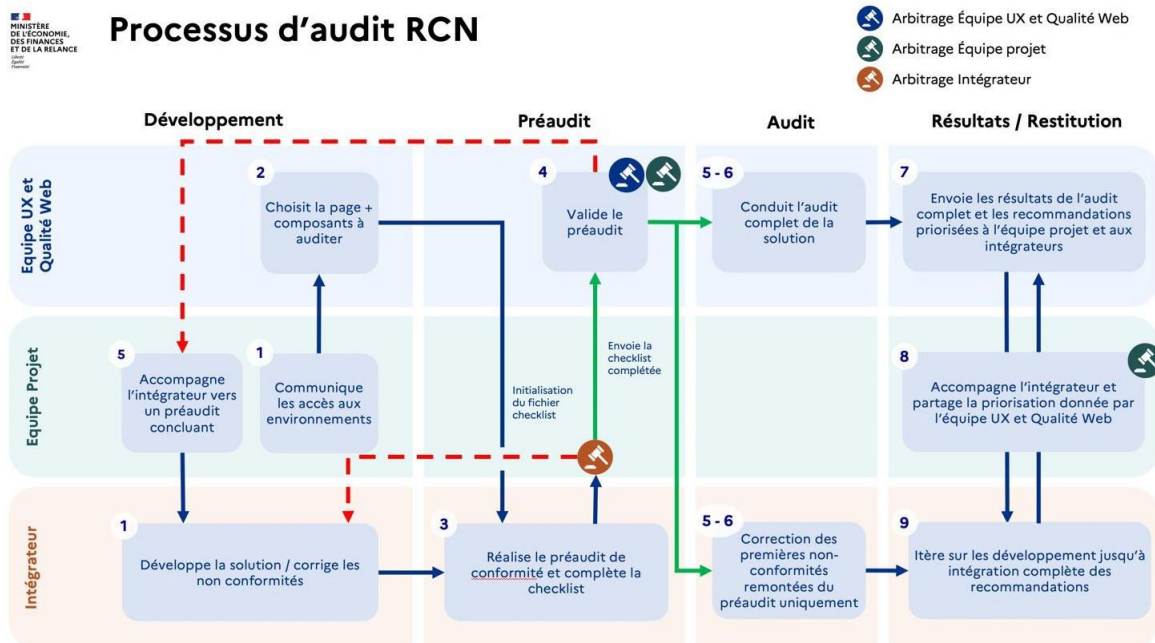 MINISTÈRE
DE L'ÉCONOMIE,
DES FINANCES
ET DE LA RELANCE
Liberté
Égalité
Fraternité
Processus d'audit RCN
Arbitrage Équipe UX et Qualité Web
Arbitrage Équipe projet
Arbitrage Intégrateur
Développement
Préaudit
Audit
Résultats / Restitution
Equipe UX et
Qualité Web
2
Choisit la page +
composants à
auditer
4
Valide le
préaudit
5 - 6
Conduit l'audit
complet de la
solution
7
Envoie les résultats de l'audit
complet et les recommandations
priorisées à l'équipe projet et aux
intégrateurs
Equipe Projet
5
Accompagne
l'intégrateur vers
un préaudit
concluant
1
Communique
les accès aux
environnements
Initialisation
du fichier
checklist
Envoie la
checklist
complétée
8
Accompagne l'intégrateur et
partage la priorisation donnée par
l'équipe UX et Qualité Web
Intégrateur
1
Développe la solution / corrige les
non conformités
3
Réalise le préaudit de
conformité et complète la
checklist
5 - 6
Correction des
premières non-
conformités
remontées du
préaudit uniquement
9
Itère sur les développement jusqu'à
intégration complète des
recommandations